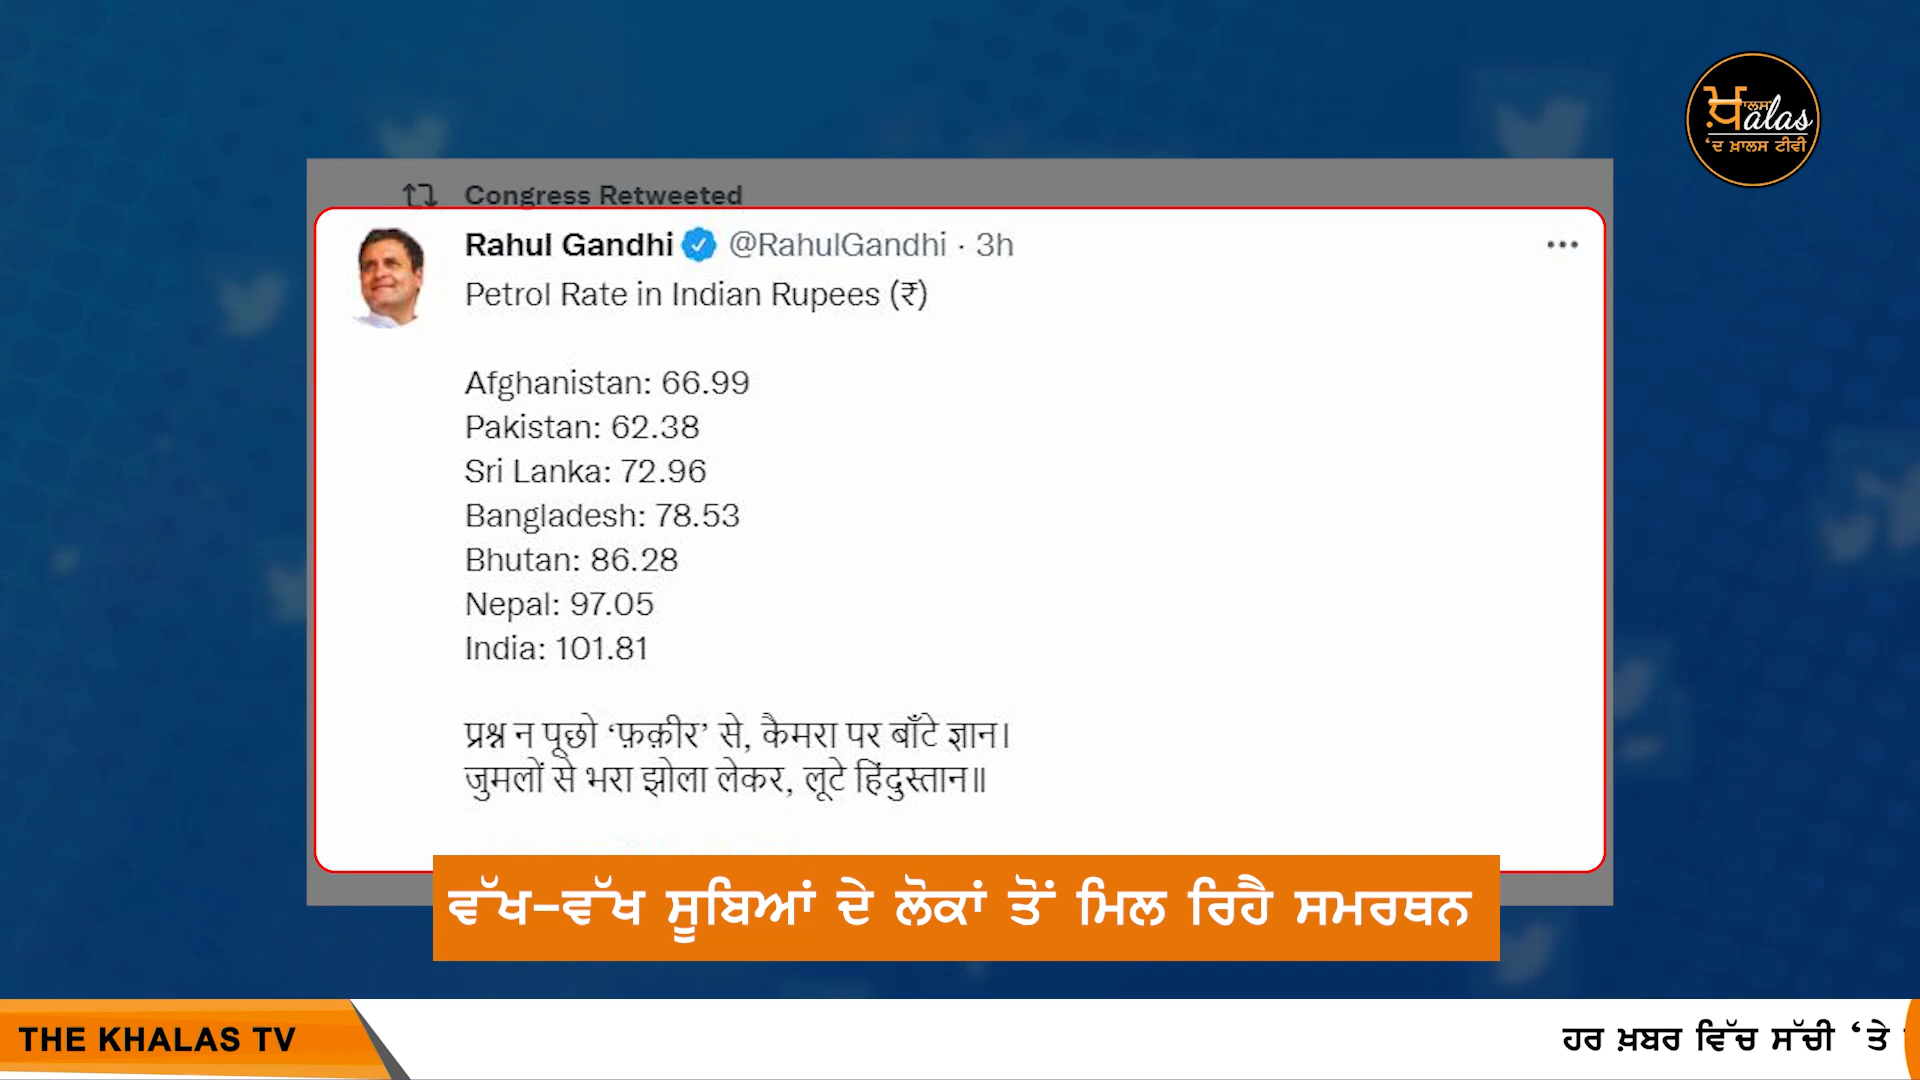 ਖ਼ਾਲਸ
alas
‘ਦ ਖ਼ਾਲਸ ਟੀਵੀ
Congress Retweeted
Rahul Gandhi @RahulGandhi · 3h
Petrol Rate in Indian Rupees (₹)
Afghanistan: 66.99
Pakistan: 62.38
Sri Lanka: 72.96
Bangladesh: 78.53
Bhutan: 86.28
Nepal: 97.05
India: 101.81
प्रश्न न पूछो ‘फ़क़ीर’ से, कैमरा पर बाँटे ज्ञान।
जुमलों से भरा झोला लेकर, लूटे हिंदुस्तान॥
ਵੱਖ-ਵੱਖ ਸੂਬਿਆਂ ਦੇ ਲੋਕਾਂ ਤੋਂ ਮਿਲ ਰਿਹੈ ਸਮਰਥਨ
THE KHALAS TV
ਹਰ ਖ਼ਬਰ ਵਿੱਚ ਸੱਚੀ ‘ਤੇ